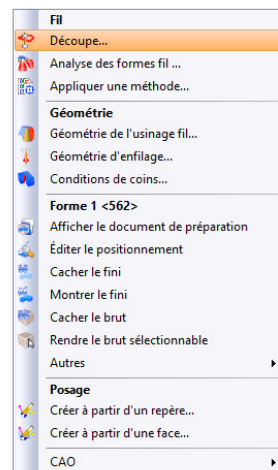 Fil
Découpe...
Analyse des formes fil ...
Appliquer une méthode...
Géométrie
Géométrie de l'usinage fil...
Géométrie d'enfilage...
Conditions de coins...
Forme 1 <562>
Afficher le document de préparation
Éditer le positionnement
Cacher le fini
Montrer le fini
Cacher le brut
Rendre le brut sélectionnable
Autres
Posage
Créer à partir d'un repère...
Créer à partir d'une face...
CAO